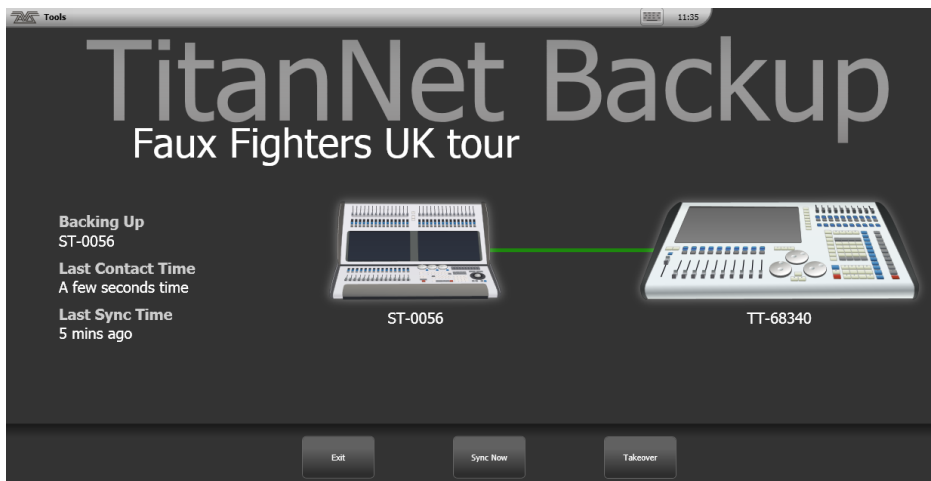 Tools
11:35
TitanNet Backup
Faux Fighters UK tour
Backing Up
ST-0056
Last Contact Time
A few seconds time
Last Sync Time
5 mins ago
ST-0056
TT-68340
Exit
Sync Now
Takeover